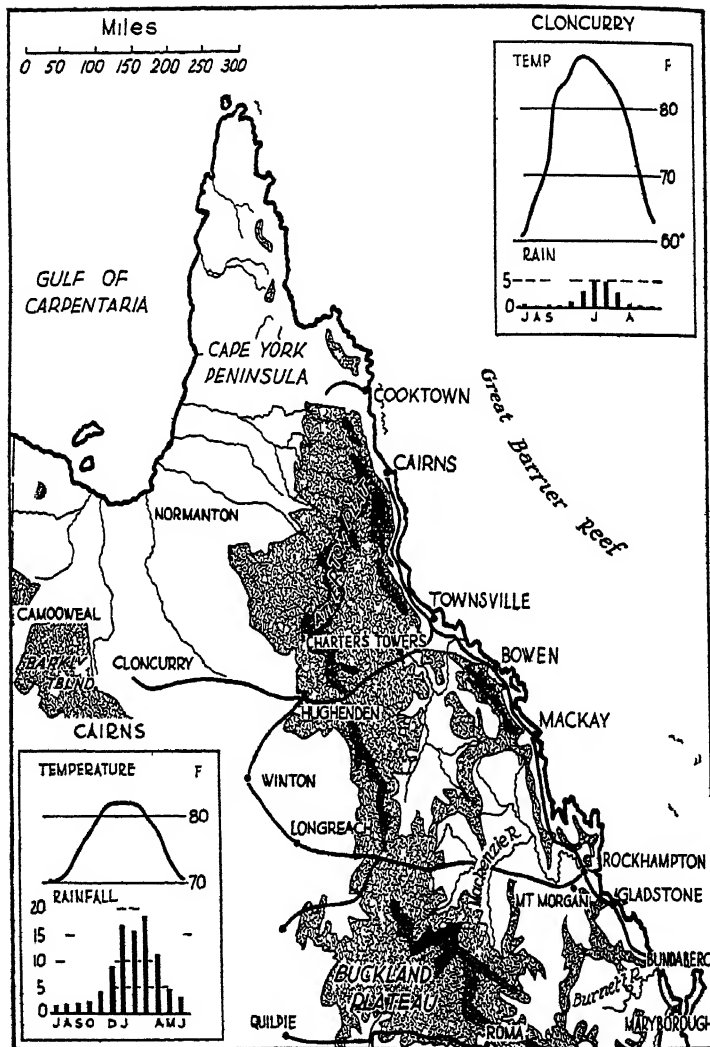 Miles
0 50 100 150 200 300
CLONCURRY
TEMP F
80
70
60°
RAIN
5
0
J A S J A
GULF OF
CARPENTARIA
CAPE YORK
PENINSULA
COOKTOWN
Great Barrier Reef
CAIRNS
NORMANTON
TOWNSVILLE
CAMOOWEAL
CHARTERS TOWERS
BOWEN
BARKLY
TBLND
CLONCURRY
HUGHENDEN
MACKAY
WINTON
LONGREACH
Mackenzie R
ROCKHAMPTON
MT MORGAN
GLADSTONE
BUCKLAND
PLATEAU
BUNDABERG
Burnett R
QUILPIE
ROMA
MARYBOROUGH
CAIRNS
TEMPERATURE F
80
70
RAINFALL
20
15
10
5
0
J A S O D J A M J